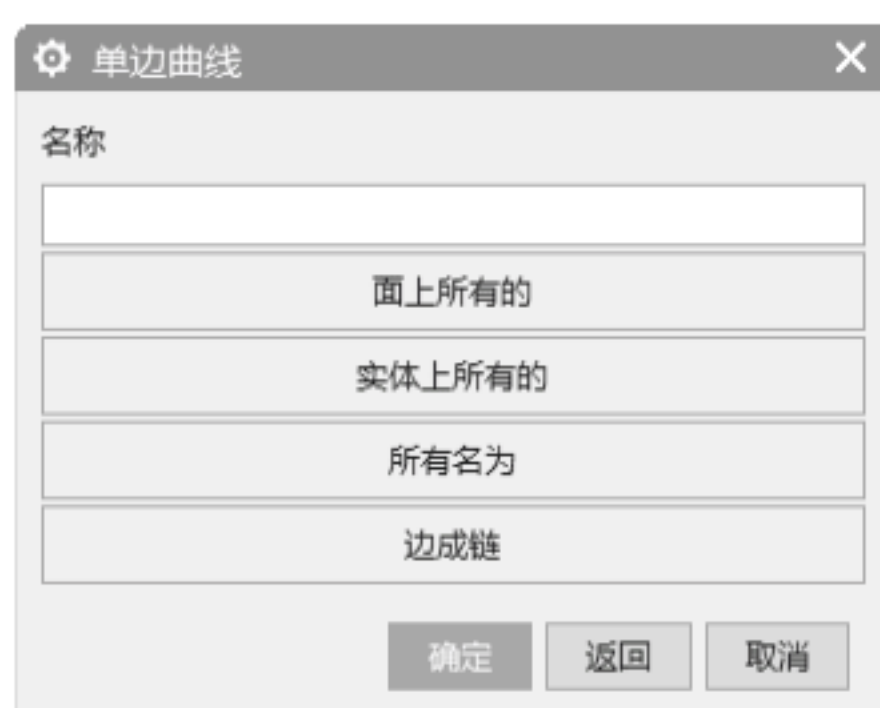 单边曲线
名称
面上所有的
实体上所有的
所有名为
边成链
确定 返回 取消